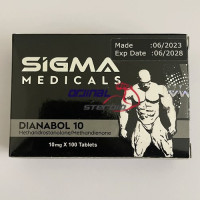 SIGMA
MEDICALS
Made :06/2023
Exp Date :06/2028
DIANABOL 10
Methandrostenolone/Methandienone
10mg X 100 Tablets